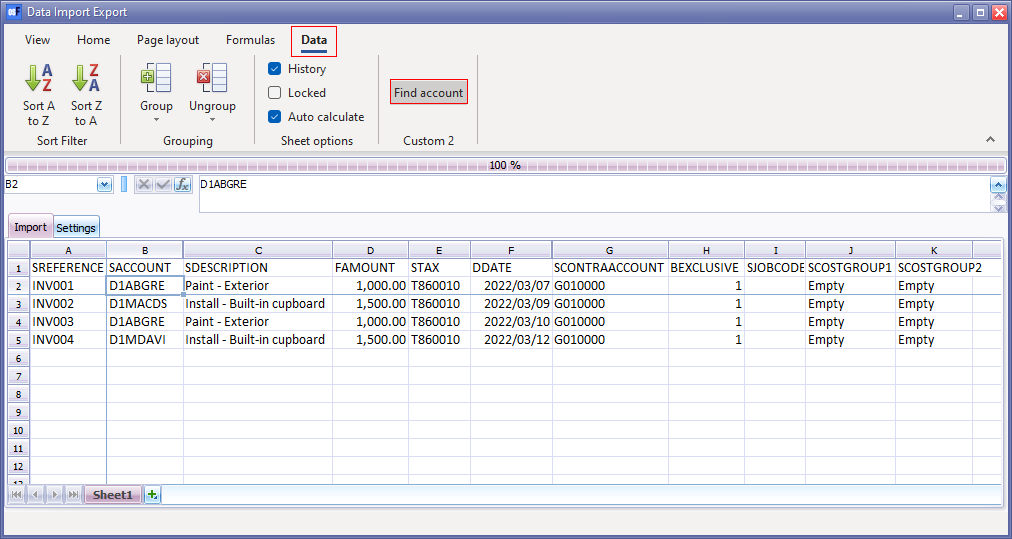 Data Import Export
View Home Page layout Formulas Data
Sort A to Z
Sort Z to A
Sort Filter
Group
Ungroup
Grouping
History
Locked
Auto calculate
Sheet options
Find account
Custom 2
100 %
B2 fx D1ABGRE
Import Settings
A B C D E F G H I J K
1 SREFERENCE SACCOUNT SDESCRIPTION FAMOUNT STAX DDATE SCONTRAACCOUNT BEXCLUSIVE SJOBCODE SCOSTGROUP1 SCOSTGROUP2
2 INV001 D1ABGRE Paint - Exterior 1,000.00 T860010 2022/03/07 G010000 1 Empty Empty
3 INV002 D1MACDS Install - Built-in cupboard 1,500.00 T860010 2022/03/09 G010000 1 Empty Empty
4 INV003 D1ABGRE Paint - Exterior 1,000.00 T860010 2022/03/10 G010000 1 Empty Empty
5 INV004 D1MDAVI Install - Built-in cupboard 1,500.00 T860010 2022/03/12 G010000 1 Empty Empty
6
7
8
9
10
11
12
Sheet1